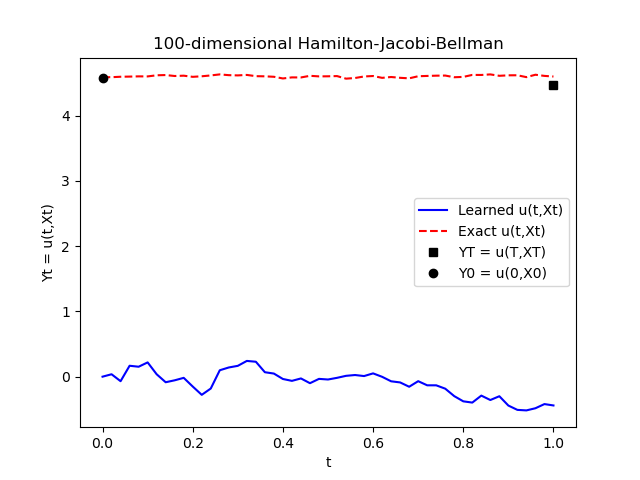 100-dimensional Hamilton-Jacobi-Bellman
Yt = u(t,Xt)
4
3
2
1
0
Learned u(t,Xt)
Exact u(t,Xt)
YT = u(T,XT)
Y0 = u(0,X0)
0.0 0.2 0.4 0.6 0.8 1.0
t